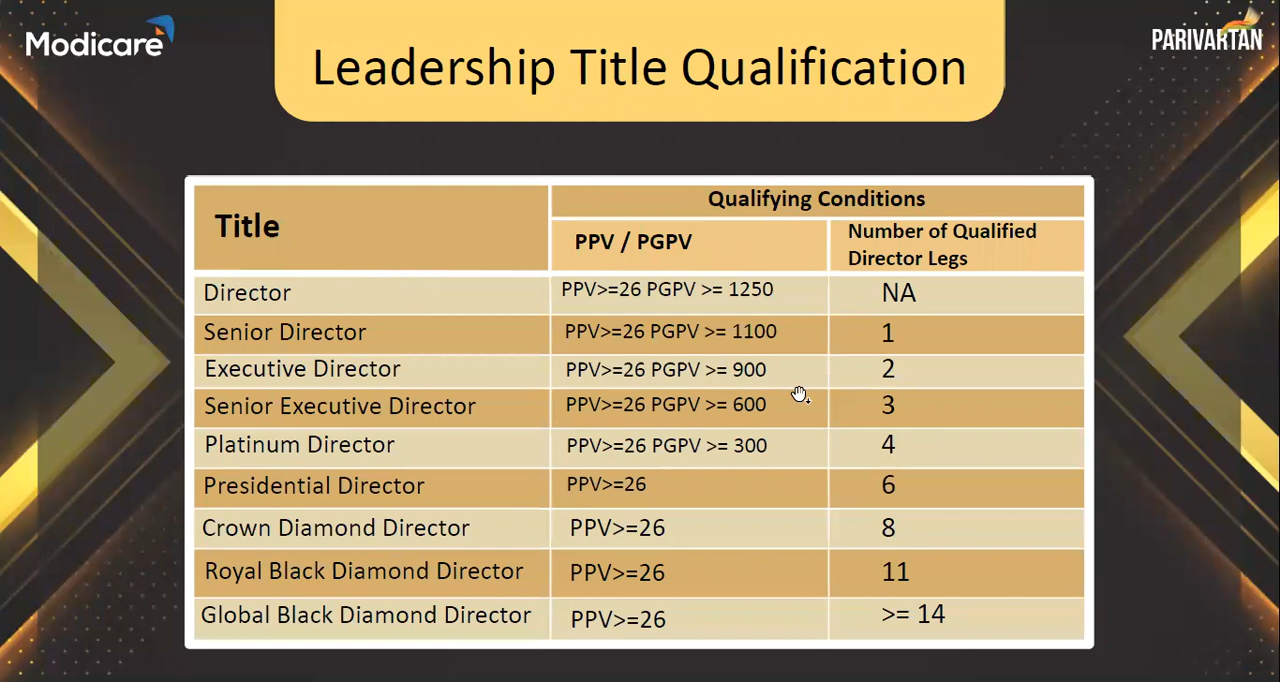 Modicare
PARIVARTAN
Leadership Title Qualification
Title
Qualifying Conditions
PPV / PGPV
Number of Qualified
Director Legs
Director PPV>=26 PGPV >= 1250 NA
Senior Director PPV>=26 PGPV >= 1100 1
Executive Director PPV>=26 PGPV >= 900 2
Senior Executive Director PPV>=26 PGPV >= 600 3
Platinum Director PPV>=26 PGPV >= 300 4
Presidential Director PPV>=26 6
Crown Diamond Director PPV>=26 8
Royal Black Diamond Director PPV>=26 11
Global Black Diamond Director PPV>=26 >= 14